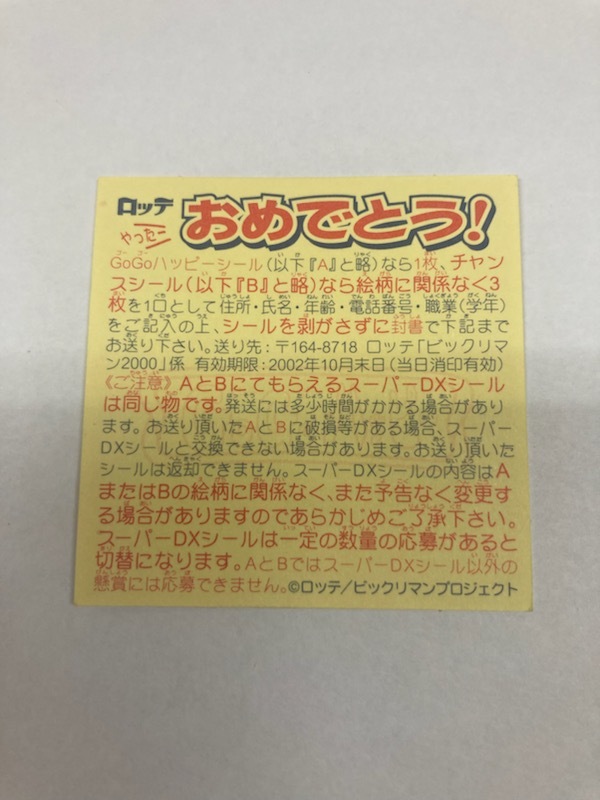 ロッテ おめでとう!
やったー
GoGoハッピーシール(以下『A』と略)なら1枚、チャン
スシール(以下『B』と略)なら絵柄に関係なく3
枚を1口として住所・氏名・年齢・電話番号・職業(学年)
をご記入の上、シールを剥がさずに封書で下記まで
お送り下さい。送り先:〒164-8718 ロッテ「ビックリマ
ン2000」係 有効期限:2002年10月末日(当日消印有効)
《ご注意》AとBにてもらえるスーパーDXシール
は同じ物です。発送には多少時間がかかる場合があり
ます。お送り頂いたAとBに破損等がある場合、スーパー
DXシールと交換できない場合があります。お送り頂いた
シールは返却できません。スーパーDXシールの内容はA
またはBの絵柄に関係なく、また予告なく変更す
る場合がありますのであらかじめご了承下さい。
スーパーDXシールは一定の数量の応募があると
切替になります。AとBではスーパーDXシール以外の
懸賞には応募できません。©ロッテ/ビックリマンプロジェクト